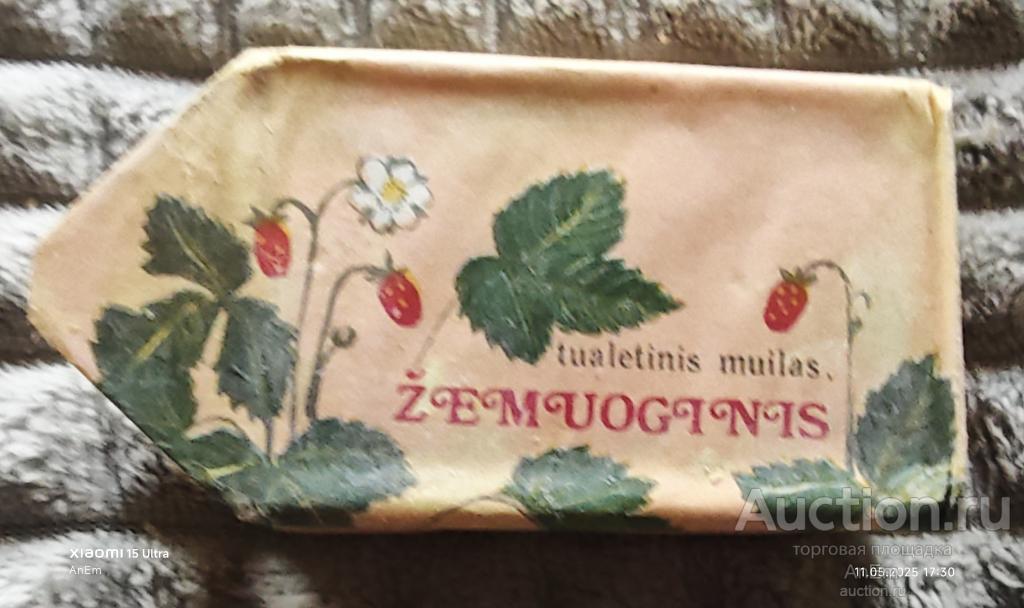 tualetinis muilas.
ŽEMUOGINIS
Auction.ru
торговая площадка
xiaomi 15 Ultra
AnEm
11.05.2025 17:30
auction.ru